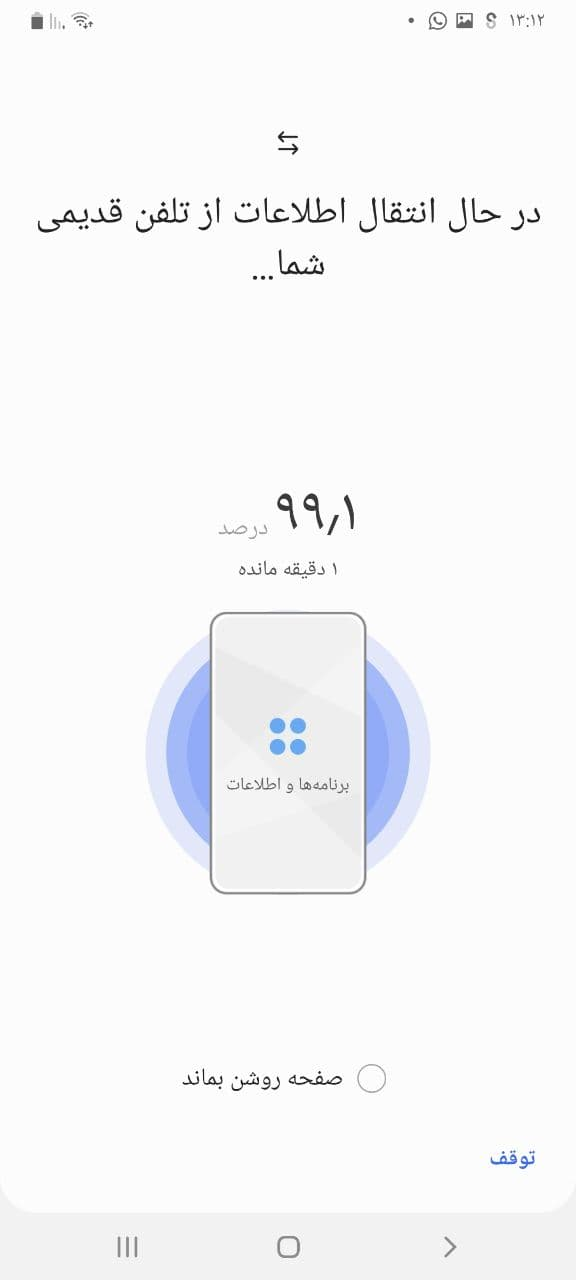 ۱۳:۱۲
در حال انتقال اطلاعات از تلفن قدیمی
شما...
۹۹٫۱ درصد
۱ دقیقه مانده
برنامه‌ها و اطلاعات
صفحه روشن بماند
توقف